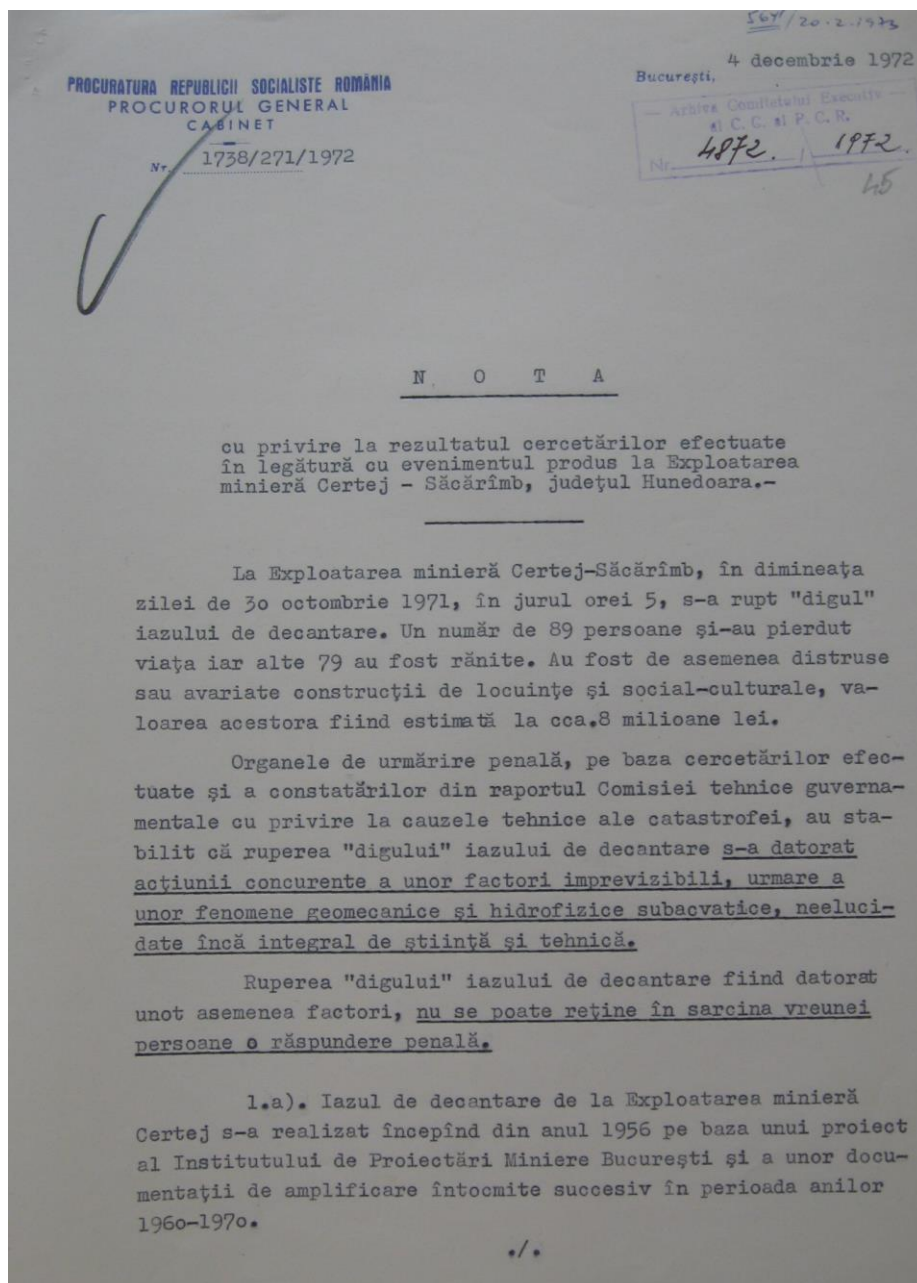 5641/20.2.1973
4 decembrie 1972
București,
PROCURATURA REPUBLICII SOCIALISTE ROMÂNIA
PROCURORUL GENERAL
CABINET
Nr. 1738/271/1972
— Arhiva Comitetului Executiv —
al C. C. al P. C. R.
Nr. 4872. / 1972.
45
N O T A
cu privire la rezultatul cercetărilor efectuate
în legătură cu evenimentul produs la Exploatarea
minieră Certej - Săcărîmb, județul Hunedoara.-
La Exploatarea minieră Certej-Săcărîmb, în dimineața
zilei de 3o octombrie 1971, în jurul orei 5, s-a rupt "digul"
iazului de decantare. Un număr de 89 persoane și-au pierdut
viața iar alte 79 au fost rănite. Au fost de asemenea distruse
sau avariate construcții de locuințe și social-culturale, va-
loarea acestora fiind estimată la cca.8 milioane lei.
Organele de urmărire penală, pe baza cercetărilor efec-
tuate și a constatărilor din raportul Comisiei tehnice guverna-
mentale cu privire la cauzele tehnice ale catastrofei, au sta-
bilit că ruperea "digului" iazului de decantare s-a datorat
acțiunii concurente a unor factori imprevizibili, urmare a
unor fenomene geomecanice și hidrofizice subacvatice, neeluci-
date încă integral de știință și tehnică.
Ruperea "digului" iazului de decantare fiind datorat
unot asemenea factori, nu se poate reține în sarcina vreunei
persoane o răspundere penală.
1.a). Iazul de decantare de la Exploatarea minieră
Certej s-a realizat începînd din anul 1956 pe baza unui proiect
al Institutului de Proiectări Miniere București și a unor docu-
mentații de amplificare întocmite succesiv în perioada anilor
196o-197o.
./.